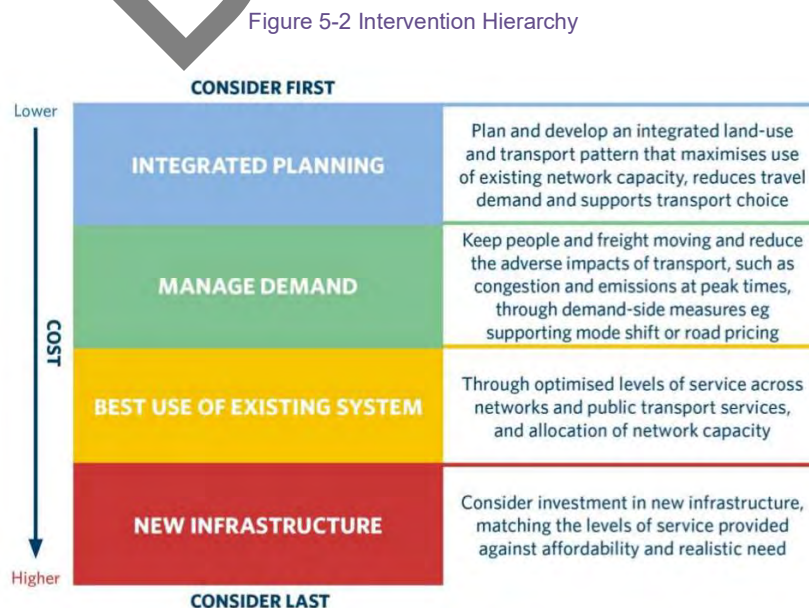 Figure 5-2 Intervention Hierarchy
CONSIDER FIRST
Lower
COST
Higher
INTEGRATED PLANNING
Plan and develop an integrated land-use
and transport pattern that maximises use
of existing network capacity, reduces travel
demand and supports transport choice
MANAGE DEMAND
Keep people and freight moving and reduce
the adverse impacts of transport, such as
congestion and emissions at peak times,
through demand-side measures eg
supporting mode shift or road pricing
BEST USE OF EXISTING SYSTEM
Through optimised levels of service across
networks and public transport services,
and allocation of network capacity
NEW INFRASTRUCTURE
Consider investment in new infrastructure,
matching the levels of service provided
against affordability and realistic need
CONSIDER LAST